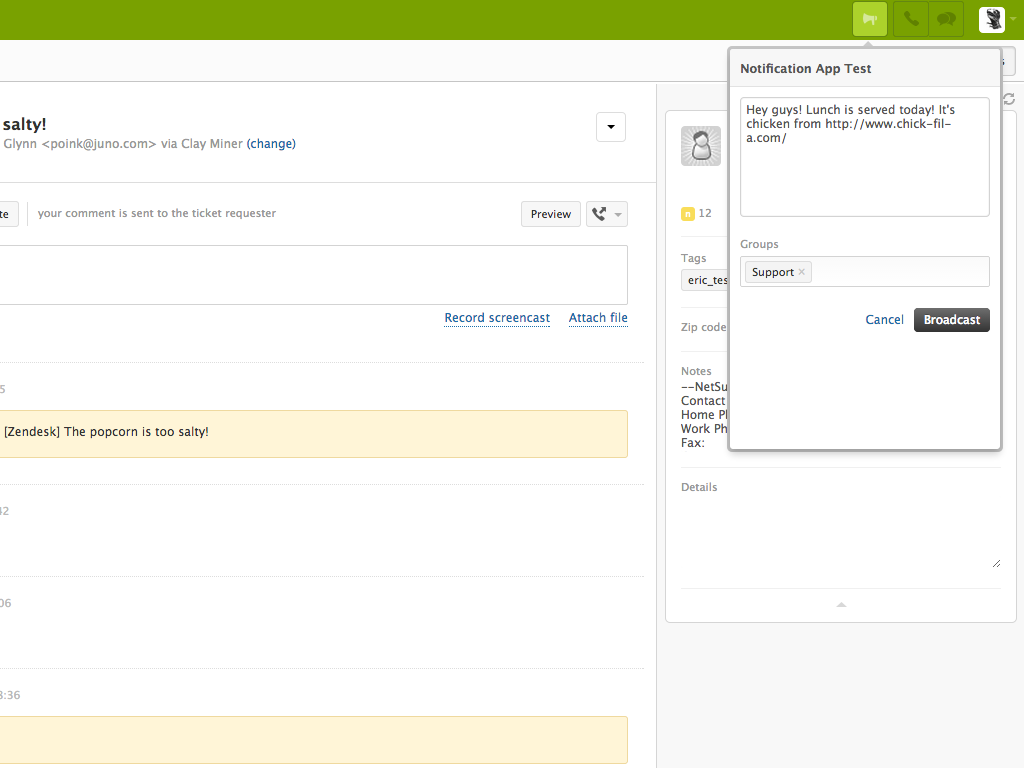 s
Notification App Test
Hey guys! Lunch is served today! It's
chicken from http://www.chick-fil-
a.com/
Groups
Support ×
Cancel Broadcast
salty!
Glynn <poink@juno.com> via Clay Miner (change)
te your comment is sent to the ticket requester Preview
Record screencast Attach file
5
[Zendesk] The popcorn is too salty!
42
06
3:36
n 12
Tags
eric_tes
Zip code
Notes
--NetSu
Contact
Home Ph
Work Ph
Fax:
Details